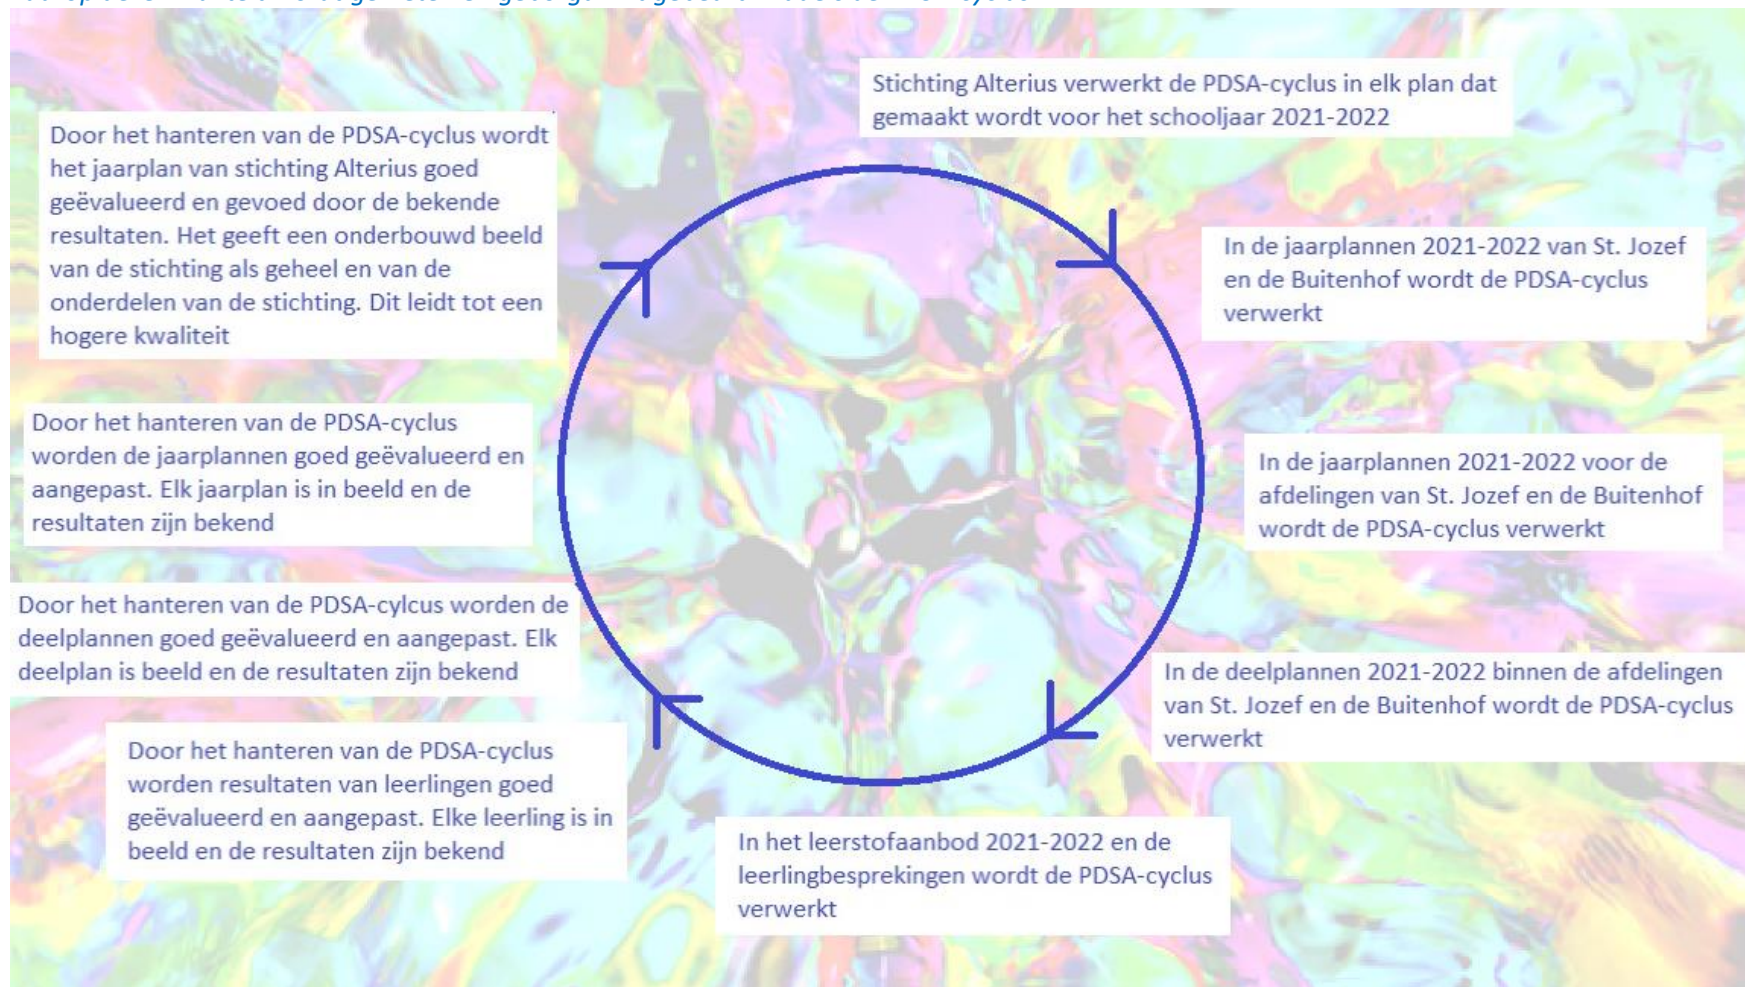 Stichting Alterius verwerkt de PDSA-cyclus in elk plan dat
gemaakt wordt voor het schooljaar 2021-2022
In de jaarplannen 2021-2022 van St. Jozef
en de Buitenhof wordt de PDSA-cyclus
verwerkt
In de jaarplannen 2021-2022 voor de
afdelingen van St. Jozef en de Buitenhof
wordt de PDSA-cyclus verwerkt
In de deelplannen 2021-2022 binnen de afdelingen
van St. Jozef en de Buitenhof wordt de PDSA-cyclus
verwerkt
In het leerstofaanbod 2021-2022 en de
leerlingbesprekingen wordt de PDSA-cyclus
verwerkt
Door het hanteren van de PDSA-cyclus
worden resultaten van leerlingen goed
geëvalueerd en aangepast. Elke leerling is in
beeld en de resultaten zijn bekend
Door het hanteren van de PDSA-cylcus worden de
deelplannen goed geëvalueerd en aangepast. Elk
deelplan is beeld en de resultaten zijn bekend
Door het hanteren van de PDSA-cyclus
worden de jaarplannen goed geëvalueerd en
aangepast. Elk jaarplan is in beeld en de
resultaten zijn bekend
Door het hanteren van de PDSA-cyclus wordt
het jaarplan van stichting Alterius goed
geëvalueerd en gevoed door de bekende
resultaten. Het geeft een onderbouwd beeld
van de stichting als geheel en van de
onderdelen van de stichting. Dit leidt tot een
hogere kwaliteit